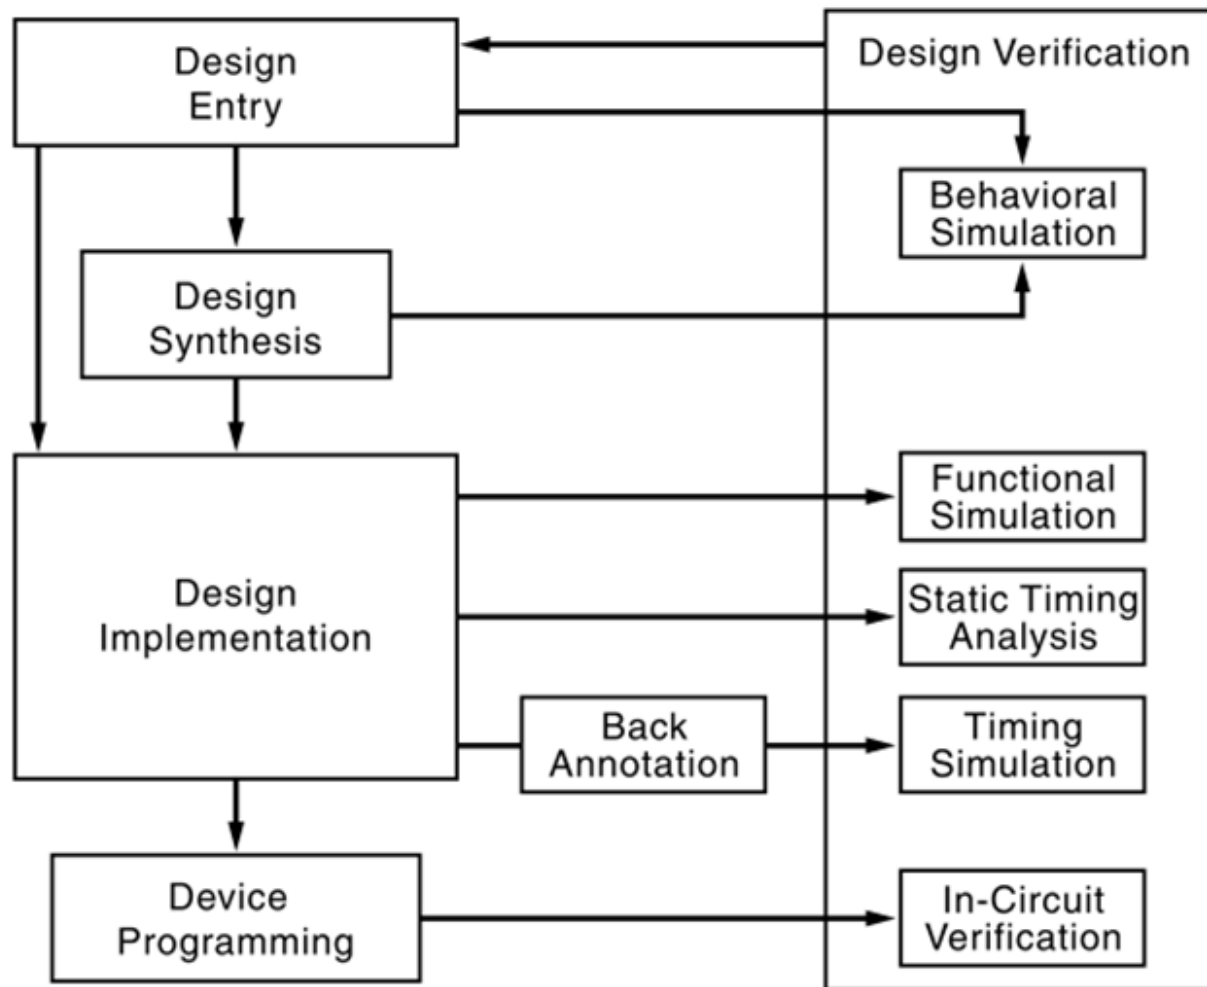 Design
Entry
Design Verification
Behavioral
Simulation
Design
Synthesis
Functional
Simulation
Design
Implementation
Static Timing
Analysis
Back
Annotation
Timing
Simulation
Device
Programming
In-Circuit
Verification